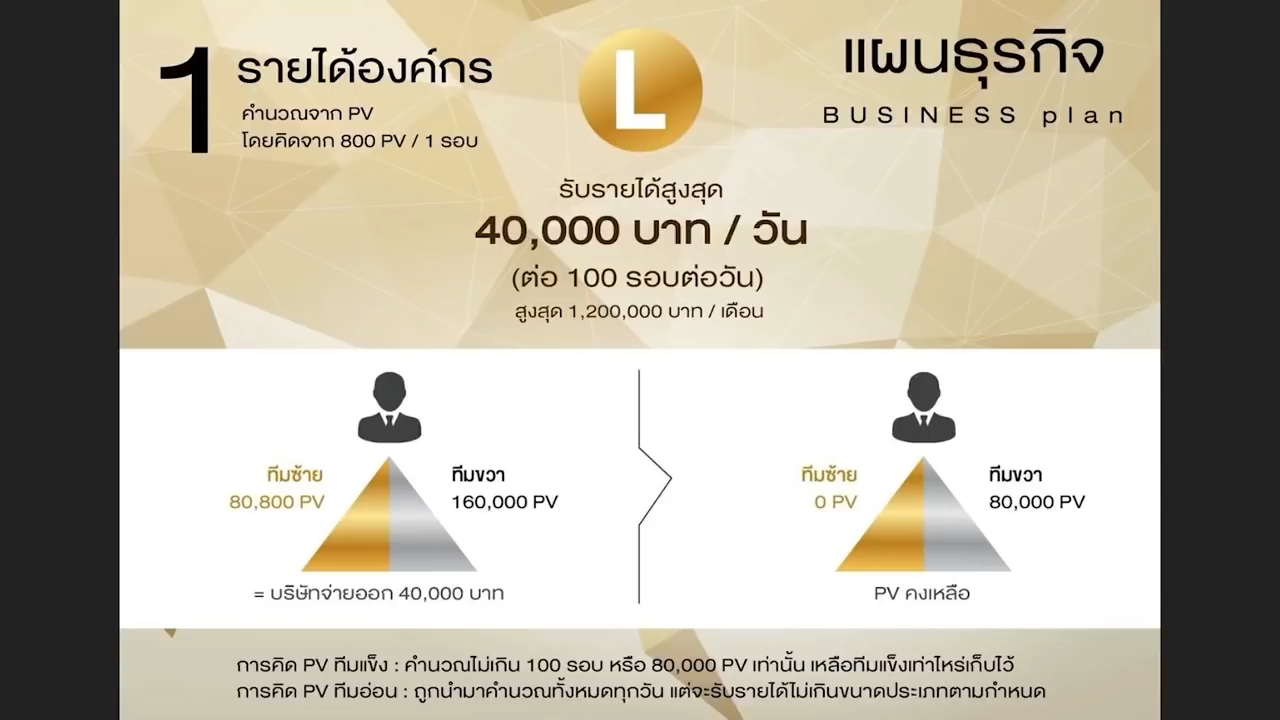 1
รายได้องค์กร
คำนวณจาก PV
โดยคิดจาก 800 PV / 1 รอบ
L
แผนธุรกิจ
BUSINESS plan
รับรายได้สูงสุด
40,000 บาท / วัน
(ต่อ 100 รอบต่อวัน)
สูงสุด 1,200,000 บาท / เดือน
ทีมซ้าย
80,800 PV
ทีมขวา
160,000 PV
= บริษัทจ่ายออก 40,000 บาท
ทีมซ้าย
0 PV
ทีมขวา
80,000 PV
PV คงเหลือ
การคิด PV ทีมแข็ง : คำนวณไม่เกิน 100 รอบ หรือ 80,000 PV เท่านั้น เหลือทีมแข็งเท่าไหร่เก็บไว้
การคิด PV ทีมอ่อน : ถูกนำมาคำนวณทั้งหมดทุกวัน แต่จะรับรายได้ไม่เกินขนาดประเภทตามกำหนด